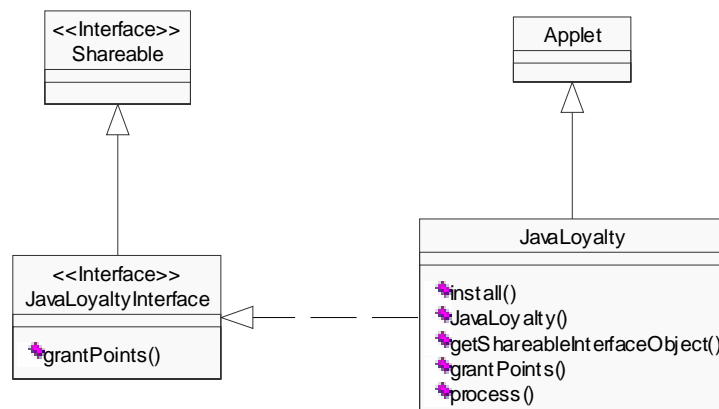 <<Interface>>
Shareable
Applet
<<Interface>>
JavaLoyaltyInterface
grantPoints()
JavaLoyalty
install()
JavaLoyalty()
getShareableInterfaceObject()
grantPoints()
process()